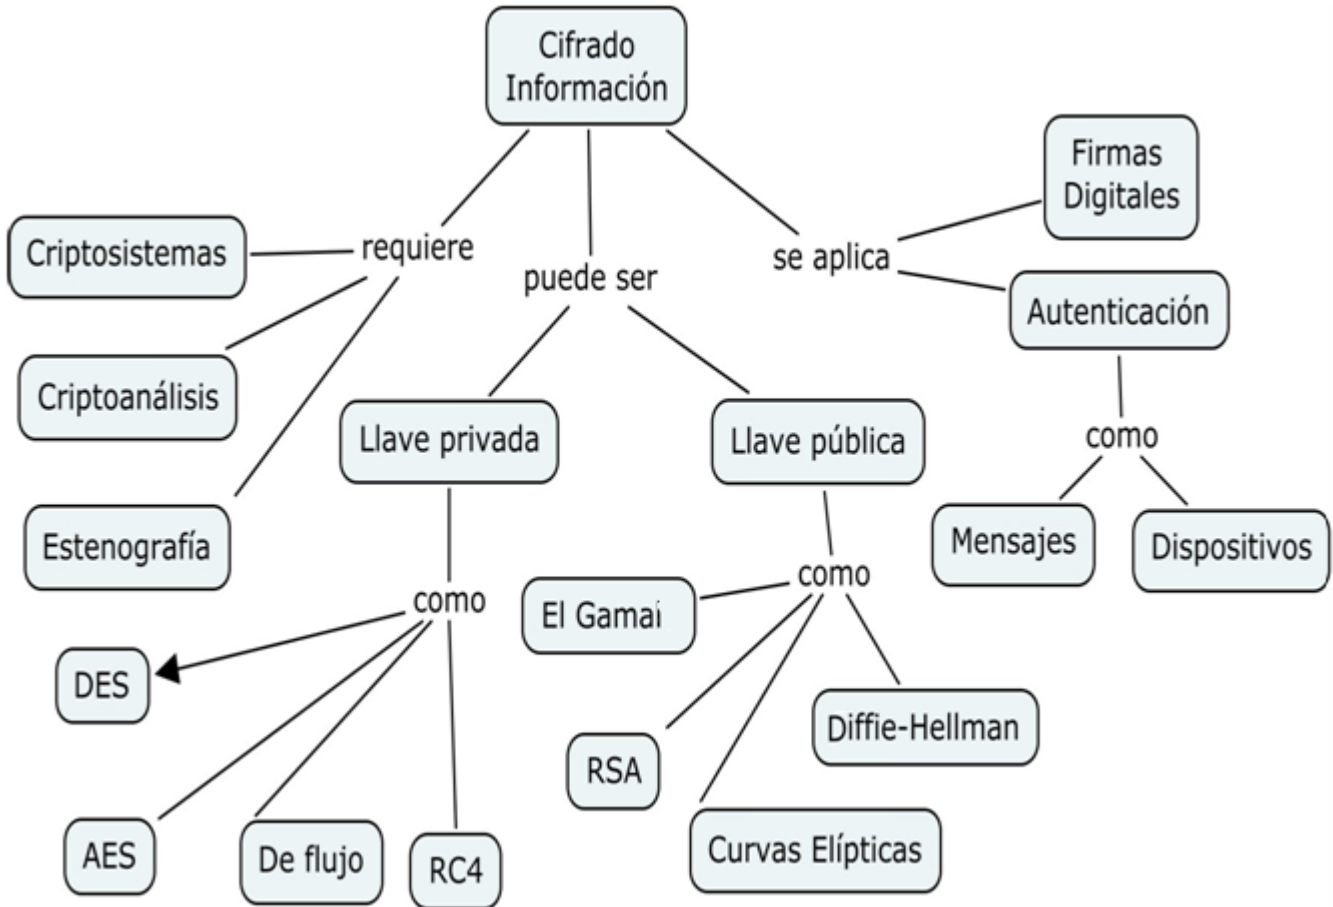 Cifrado
Información
Firmas
Digitales
Criptosistemas
requiere
puede ser
se aplica
Autenticación
Criptoanálisis
Llave privada
Llave pública
como
Estenografía
Mensajes
Dispositivos
como
como
El Gamai
DES
Diffie-Hellman
RSA
AES
De flujo
RC4
Curvas Elípticas